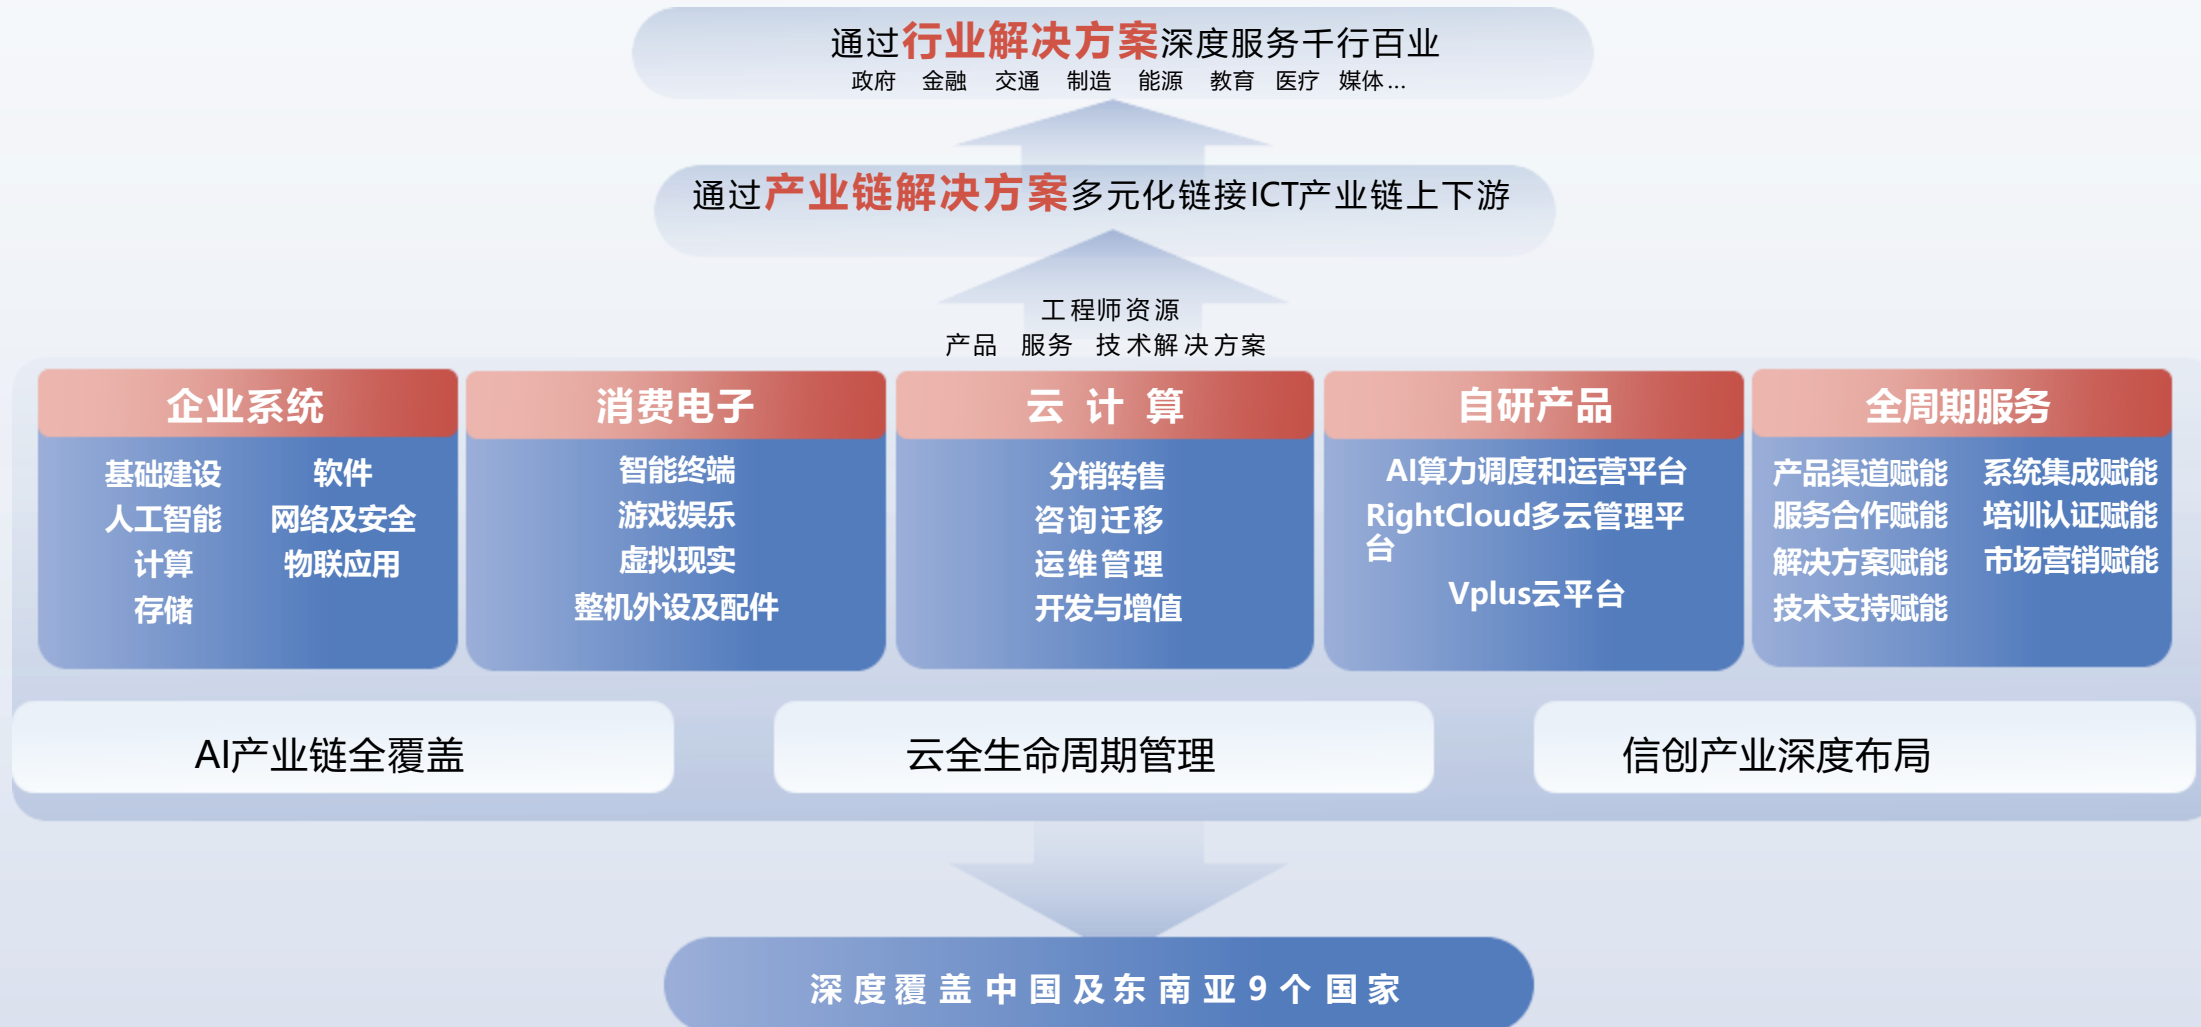 通过行业解决方案深度服务千行百业
政府 金融 交通 制造 能源 教育 医疗 媒体...
通过产业链解决方案多元化链接ICT产业链上下游
工程师资源
产品 服务 技术解决方案
企业系统
基础建设 软件
人工智能 网络及安全
计算 物联应用
存储
消费电子
智能终端
游戏娱乐
虚拟现实
整机外设及配件
云计算
分销转售
咨询迁移
运维管理
开发与增值
自研产品
AI算力调度和运营平台
RightCloud多云管理平
台
Vplus云平台
全周期服务
产品渠道赋能 系统集成赋能
服务合作赋能 培训认证赋能
解决方案赋能 市场营销赋能
技术支持赋能
AI产业链全覆盖
云全生命周期管理
信创产业深度布局
深度覆盖中国及东南亚9个国家